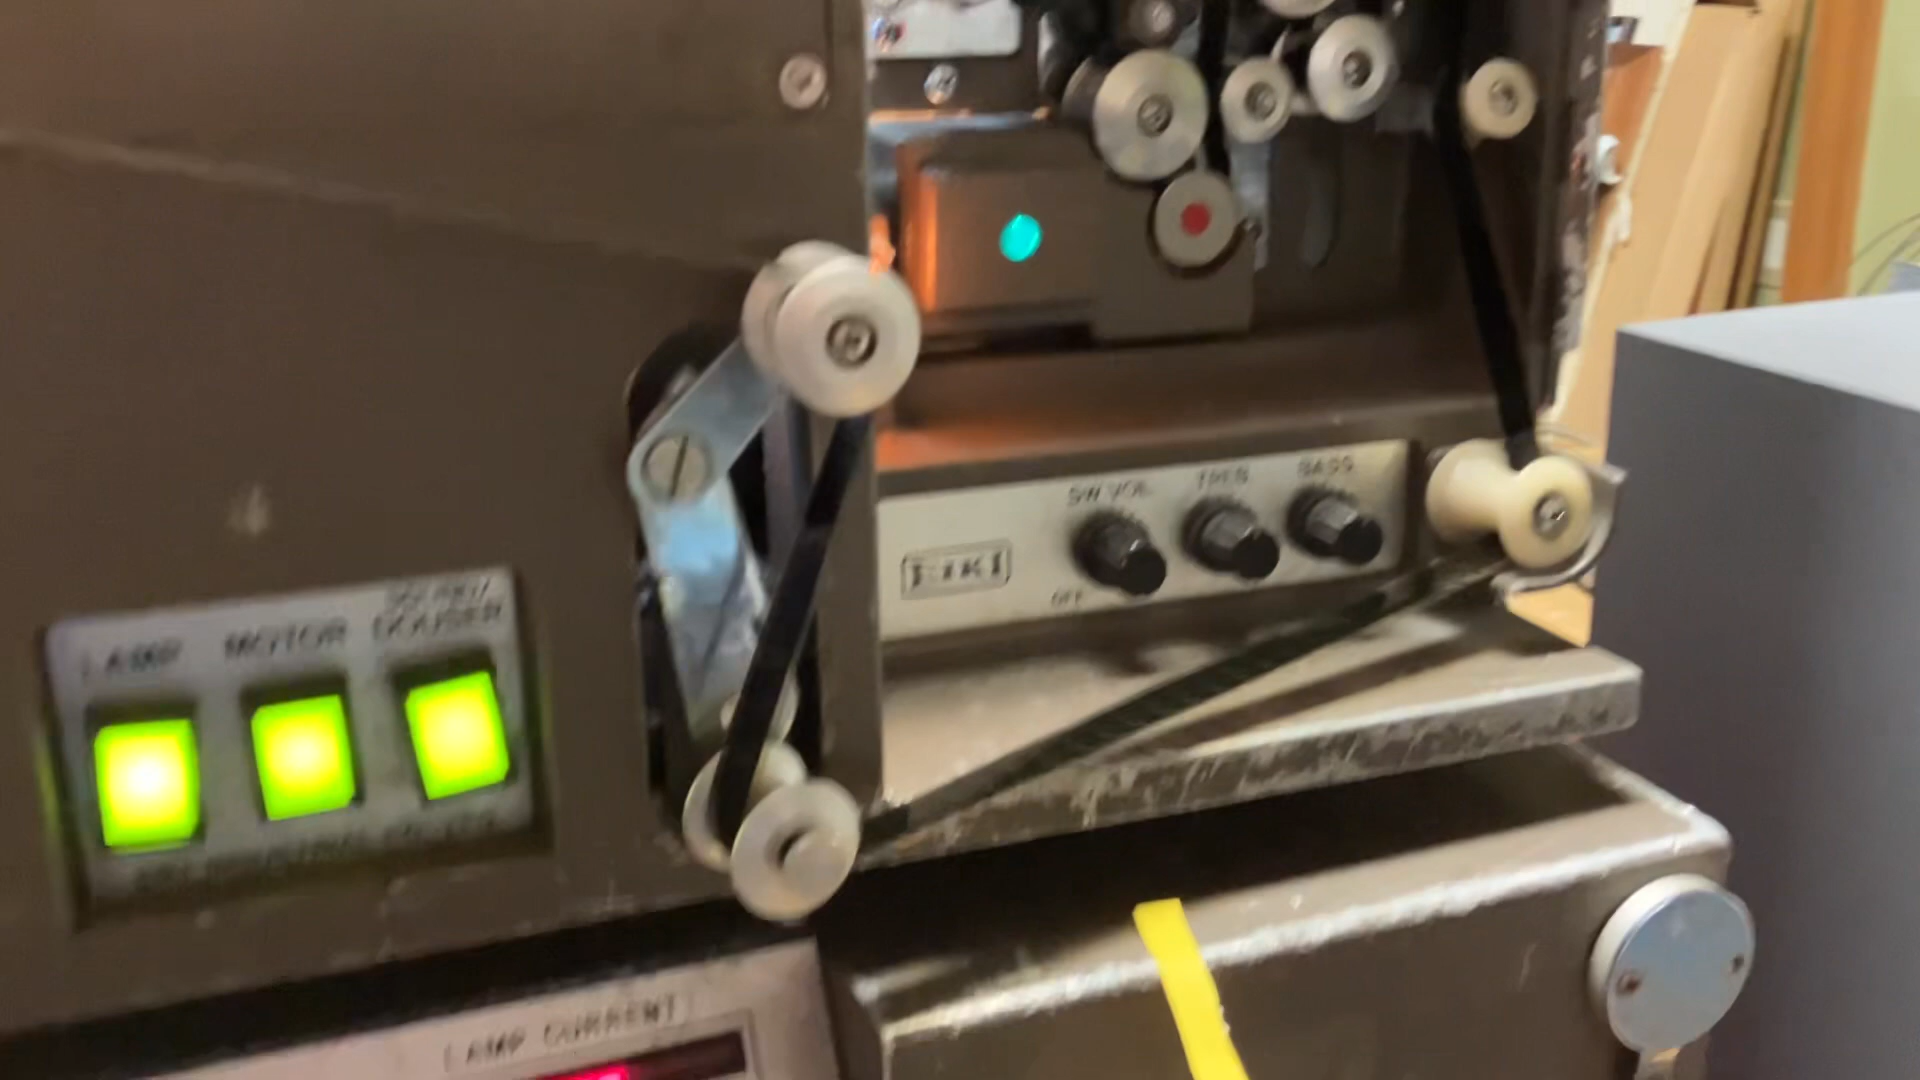 SW VOL TREB BASS
EIKI
OFF
LAMP MOTOR SOUND/
DOUSER
LAMP CURRENT